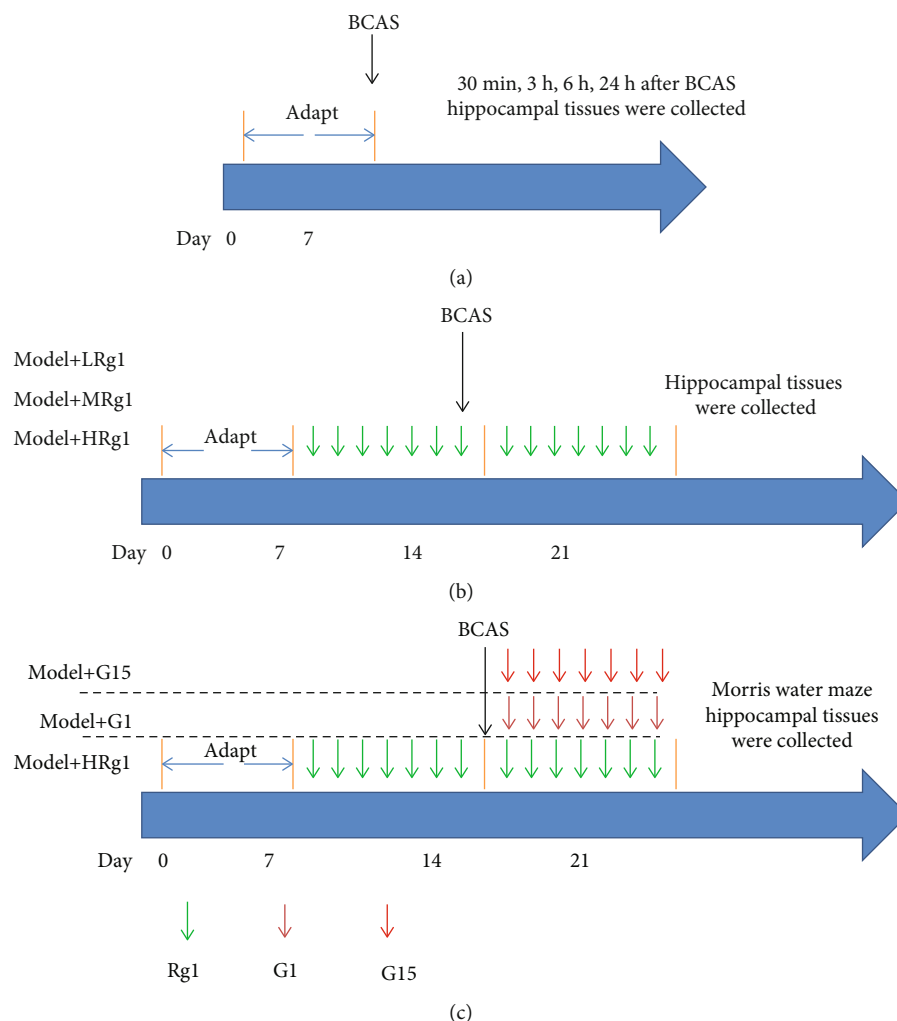 BCAS
30 min, 3 h, 6 h, 24 h after BCAS
hippocampal tissues were collected
Adapt
Day 0 7
(a)
BCAS
Model+LRg1
Model+MRg1
Model+HRg1
Adapt
Hippocampal tissues
were collected
Day 0 7 14 21
(b)
BCAS
Model+G15
Model+G1
Model+HRg1
Adapt
Morris water maze
hippocampal tissues
were collected
Day 0 7 14 21
Rg1 G1 G15
(c)